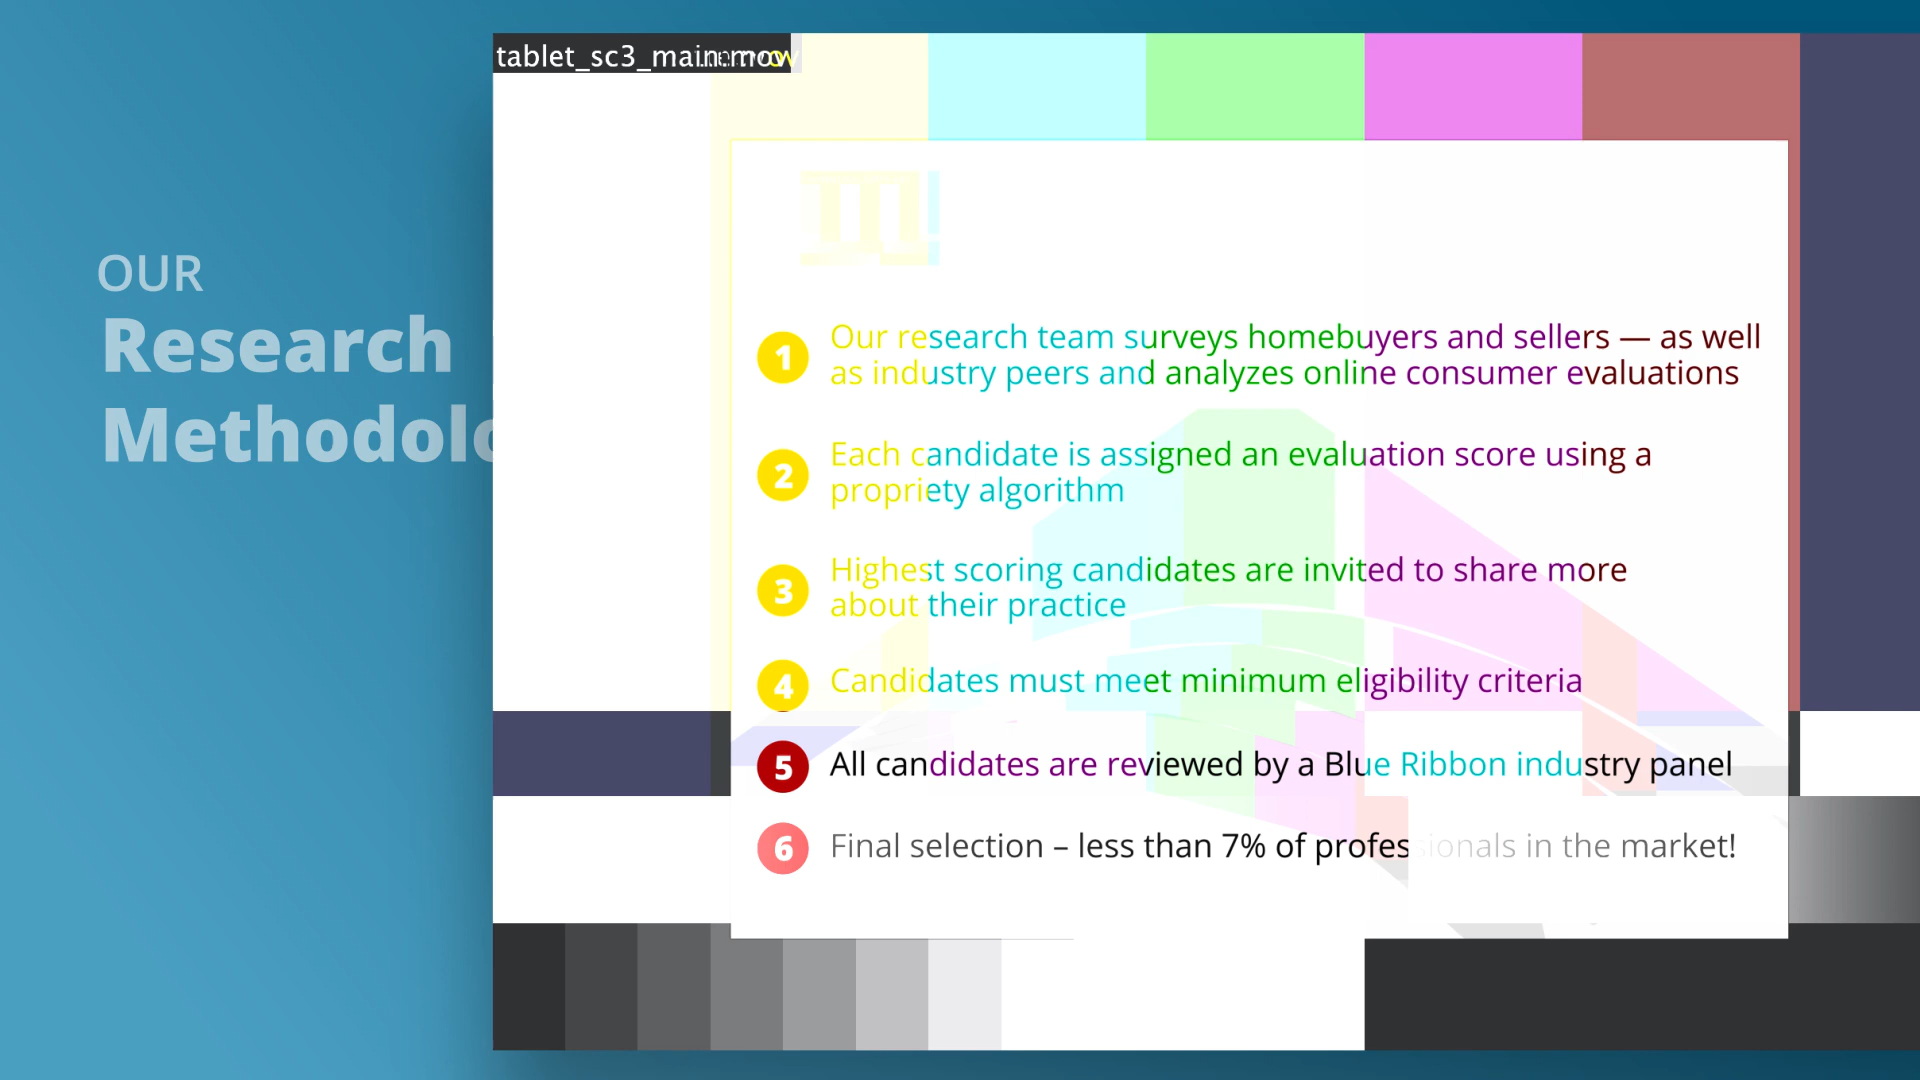 tablet_sc3_main.mov
OUR
Research
Methodolo
1 Our research team surveys homebuyers and sellers — as well
as industry peers and analyzes online consumer evaluations
2 Each candidate is assigned an evaluation score using a
propriety algorithm
3 Highest scoring candidates are invited to share more
about their practice
4 Candidates must meet minimum eligibility criteria
5 All candidates are reviewed by a Blue Ribbon industry panel
6 Final selection – less than 7% of professionals in the market!